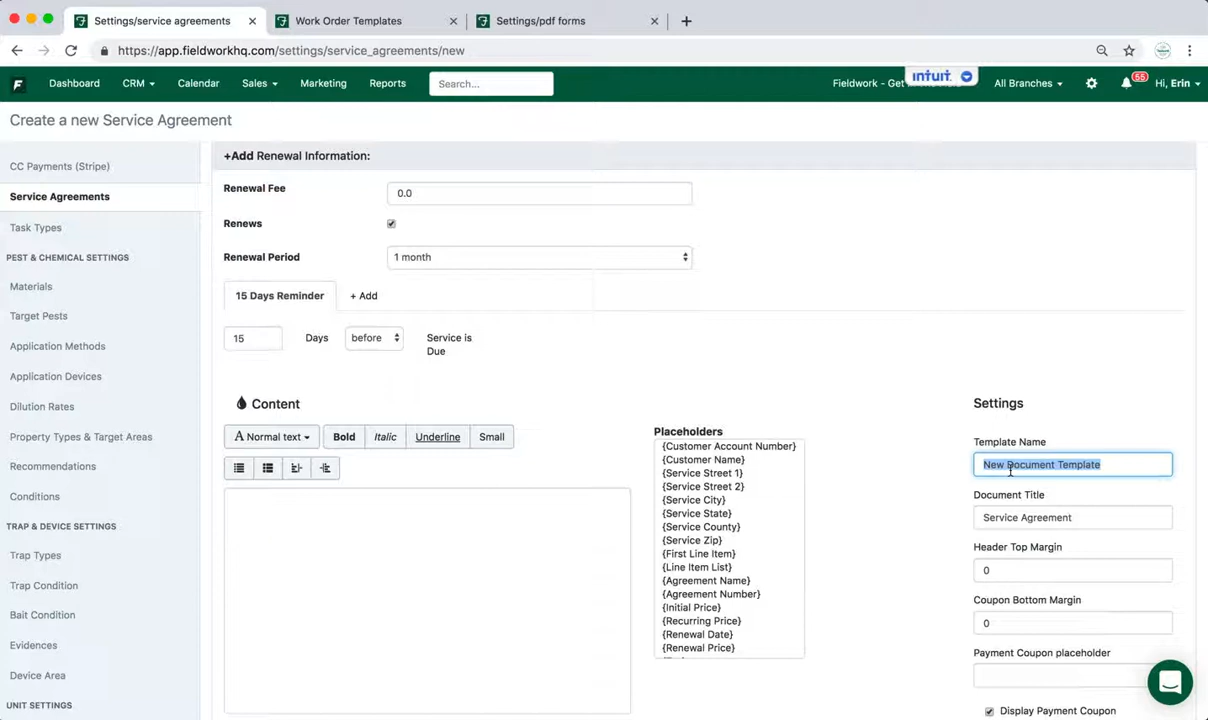 Settings/service agreements
Work Order Templates
Settings/pdf forms
https://app.fieldworkhq.com/settings/service_agreements/new
Dashboard
CRM
Calendar
Sales
Marketing
Reports
Search...
Fieldwork - Get
intuit
All Branches
55
Hi, Erin
Create a new Service Agreement
CC Payments (Stripe)
Service Agreements
Task Types
PEST & CHEMICAL SETTINGS
Materials
Target Pests
Application Methods
Application Devices
Dilution Rates
Property Types & Target Areas
Recommendations
Conditions
TRAP & DEVICE SETTINGS
Trap Types
Trap Condition
Bait Condition
Evidences
Device Area
UNIT SETTINGS
+Add Renewal Information:
Renewal Fee
0.0
Renews
Renewal Period
1 month
15 Days Reminder
+ Add
15
Days
before
Service is
Due
Content
A Normal text
Bold
Italic
Underline
Small
Placeholders
{Customer Account Number}
{Customer Name}
{Service Street 1}
{Service Street 2}
{Service City}
{Service State}
{Service County}
{Service Zip}
{First Line Item}
{Line Item List}
{Agreement Name}
{Agreement Number}
{Initial Price}
{Recurring Price}
{Renewal Date}
{Renewal Price}
Settings
Template Name
New Document Template
Document Title
Service Agreement
Header Top Margin
0
Coupon Bottom Margin
0
Payment Coupon placeholder
Display Payment Coupon